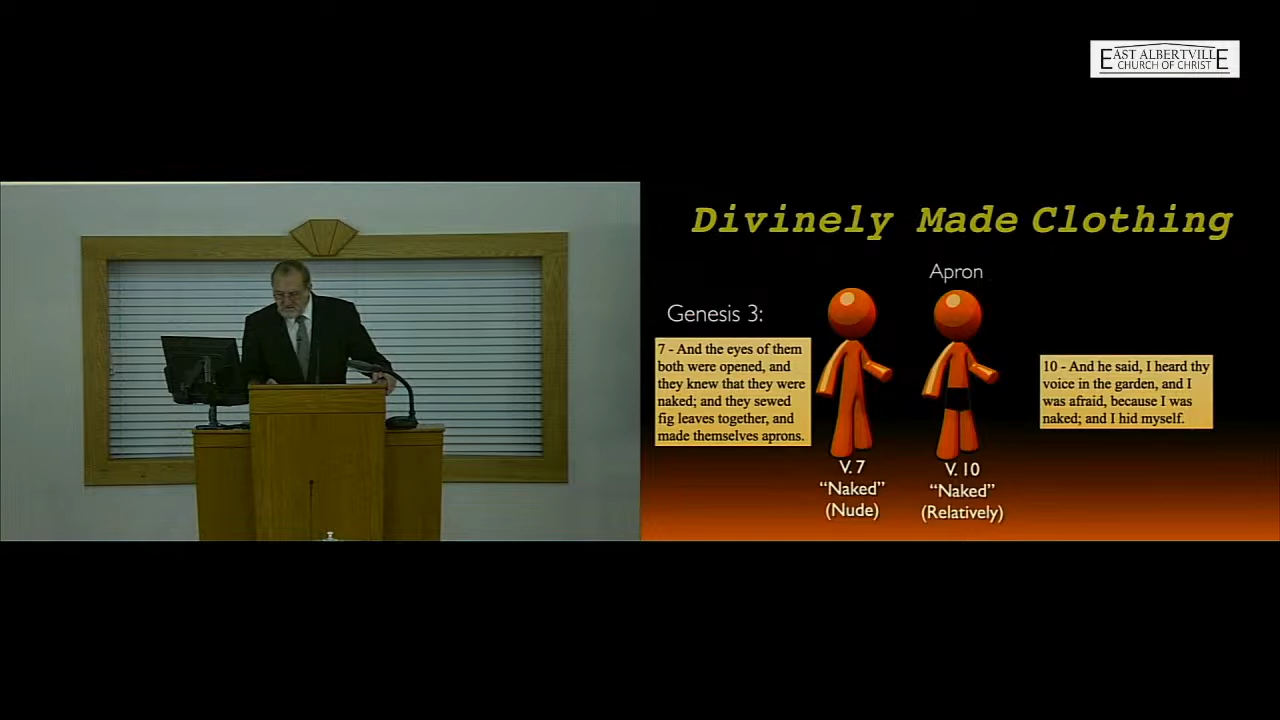 EAST ALBERTVILLE
CHURCH OF CHRIST
Divinely Made Clothing
Apron
Genesis 3:
7 - And the eyes of them
both were opened, and
they knew that they were
naked; and they sewed
fig leaves together, and
made themselves aprons.
10 - And he said, I heard thy
voice in the garden, and I
was afraid, because I was
naked; and I hid myself.
V. 7
“Naked”
(Nude)
V. 10
“Naked”
(Relatively)